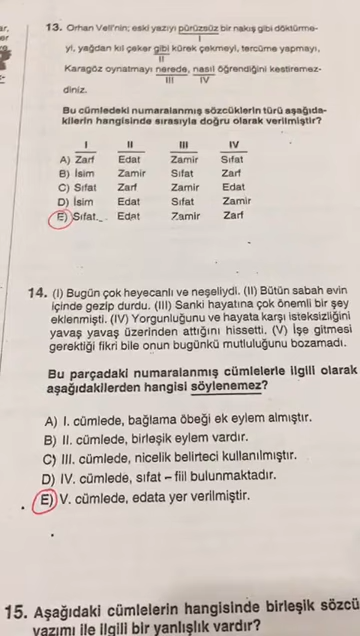 13. Orhan Veli'nin; eski yazıyı pürüzsüz bir nakış gibi döktürme-
I
yi, yağdan kıl çeker gibi kürek çekmeyi, tercüme yapmayı,
II
Karagöz oynatmayı nerede, nasıl öğrendiğini kestiremez-
III IV
diniz.
Bu cümledeki numaralanmış sözcüklerin türü aşağıda-
kilerin hangisinde sırasıyla doğru olarak verilmiştir?
I II III IV
A) Zarf Edat Zamir Sıfat
B) İsim Zamir Sıfat Zarf
C) Sıfat Zarf Zamir Edat
D) İsim Edat Sıfat Zamir
E) Sıfat Edat Zamir Zarf
14. (I) Bugün çok heyecanlı ve neşeliydi. (II) Bütün sabah evin
içinde gezip durdu. (III) Sanki hayatına çok önemli bir şey
eklenmişti. (IV) Yorgunluğunu ve hayata karşı isteksizliğini
yavaş yavaş üzerinden attığını hissetti. (V) İşe gitmesi
gerektiği fikri bile onun bugünkü mutluluğunu bozamadı.
Bu parçadaki numaralanmış cümlelerle ilgili olarak
aşağıdakilerden hangisi söylenemez?
A) I. cümlede, bağlama öbeği ek eylem almıştır.
B) II. cümlede, birleşik eylem vardır.
C) III. cümlede, nicelik belirteci kullanılmıştır.
D) IV. cümlede, sıfat – fiil bulunmaktadır.
E) V. cümlede, edata yer verilmiştir.
15. Aşağıdaki cümlelerin hangisinde birleşik sözcü
yazımı ile ilgili bir yanlışlık vardır?